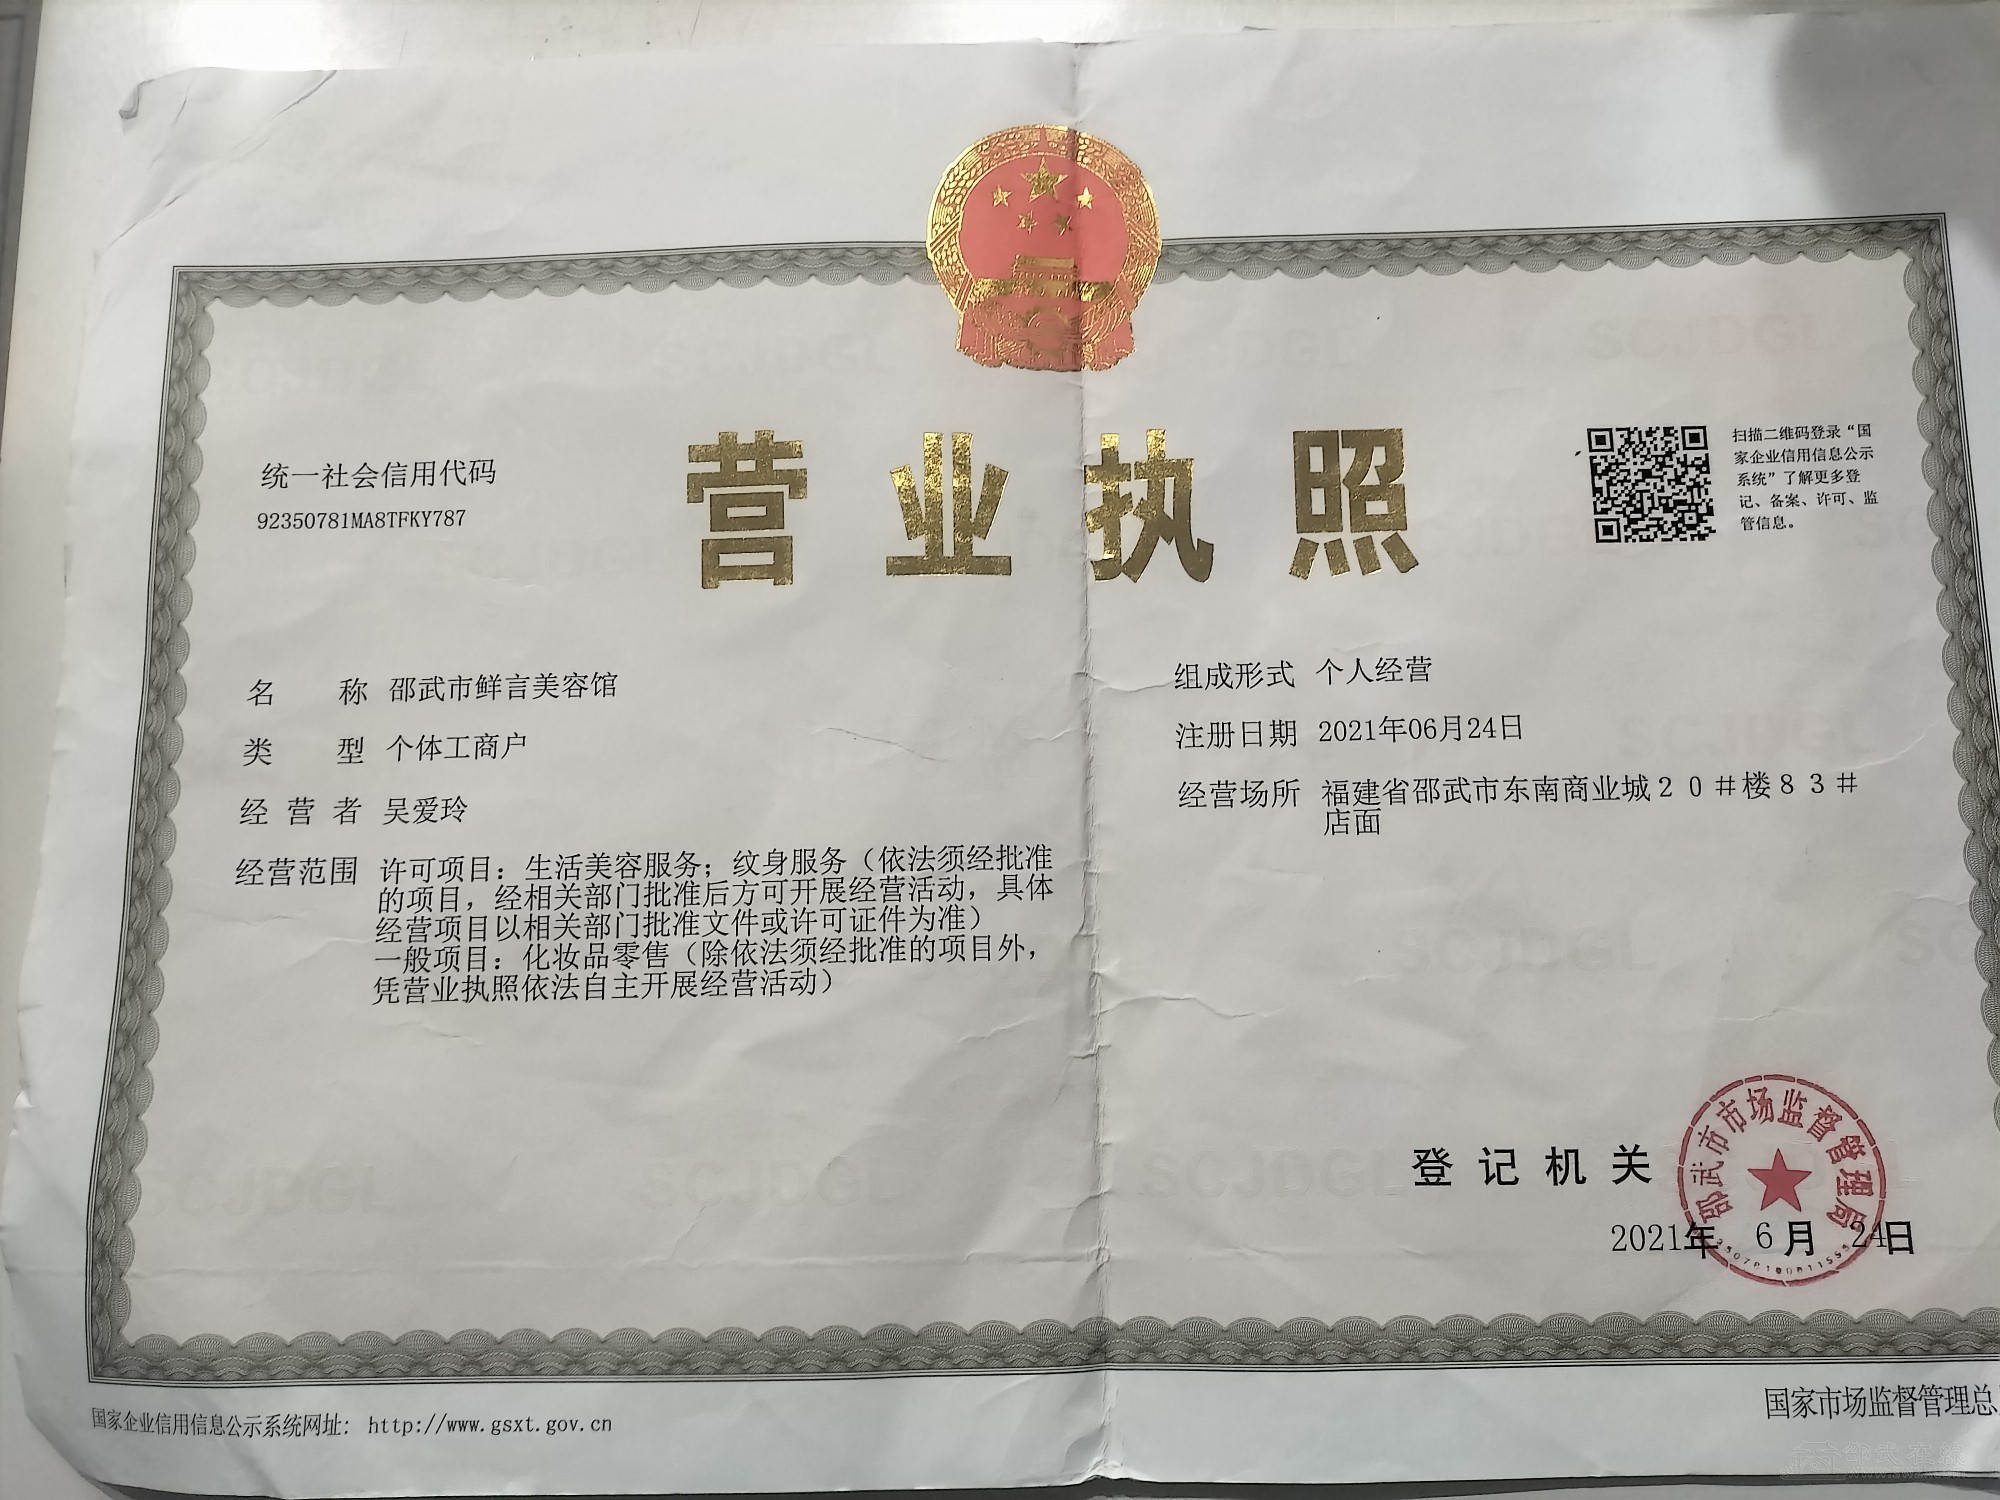 统一社会信用代码
92350781MA8TFKY787
营业执照
扫描二维码登录“国
家企业信用信息公示
系统”了解更多登
记、备案、许可、监
管信息。
名称 邵武市鲜言美容馆
类型 个体工商户
经营者 吴爱玲
经营范围 许可项目：生活美容服务；纹身服务（依法须经批准
的项目，经相关部门批准后方可开展经营活动，具体
经营项目以相关部门批准文件或许可证件为准）
一般项目：化妆品零售（除依法须经批准的项目外，
凭营业执照依法自主开展经营活动）
组成形式 个人经营
注册日期 2021年06月24日
经营场所 福建省邵武市东南商业城２０＃楼８３＃
店面
登记机关
邵武市市场监督管理局
2021年 6月 24日
国家企业信用信息公示系统网址： http://www.gsxt.gov.cn
国家市场监督管理总
邵武在线
SCJDGL
SCJDGL
SCJDGL
SCJDGL
SCJDGL